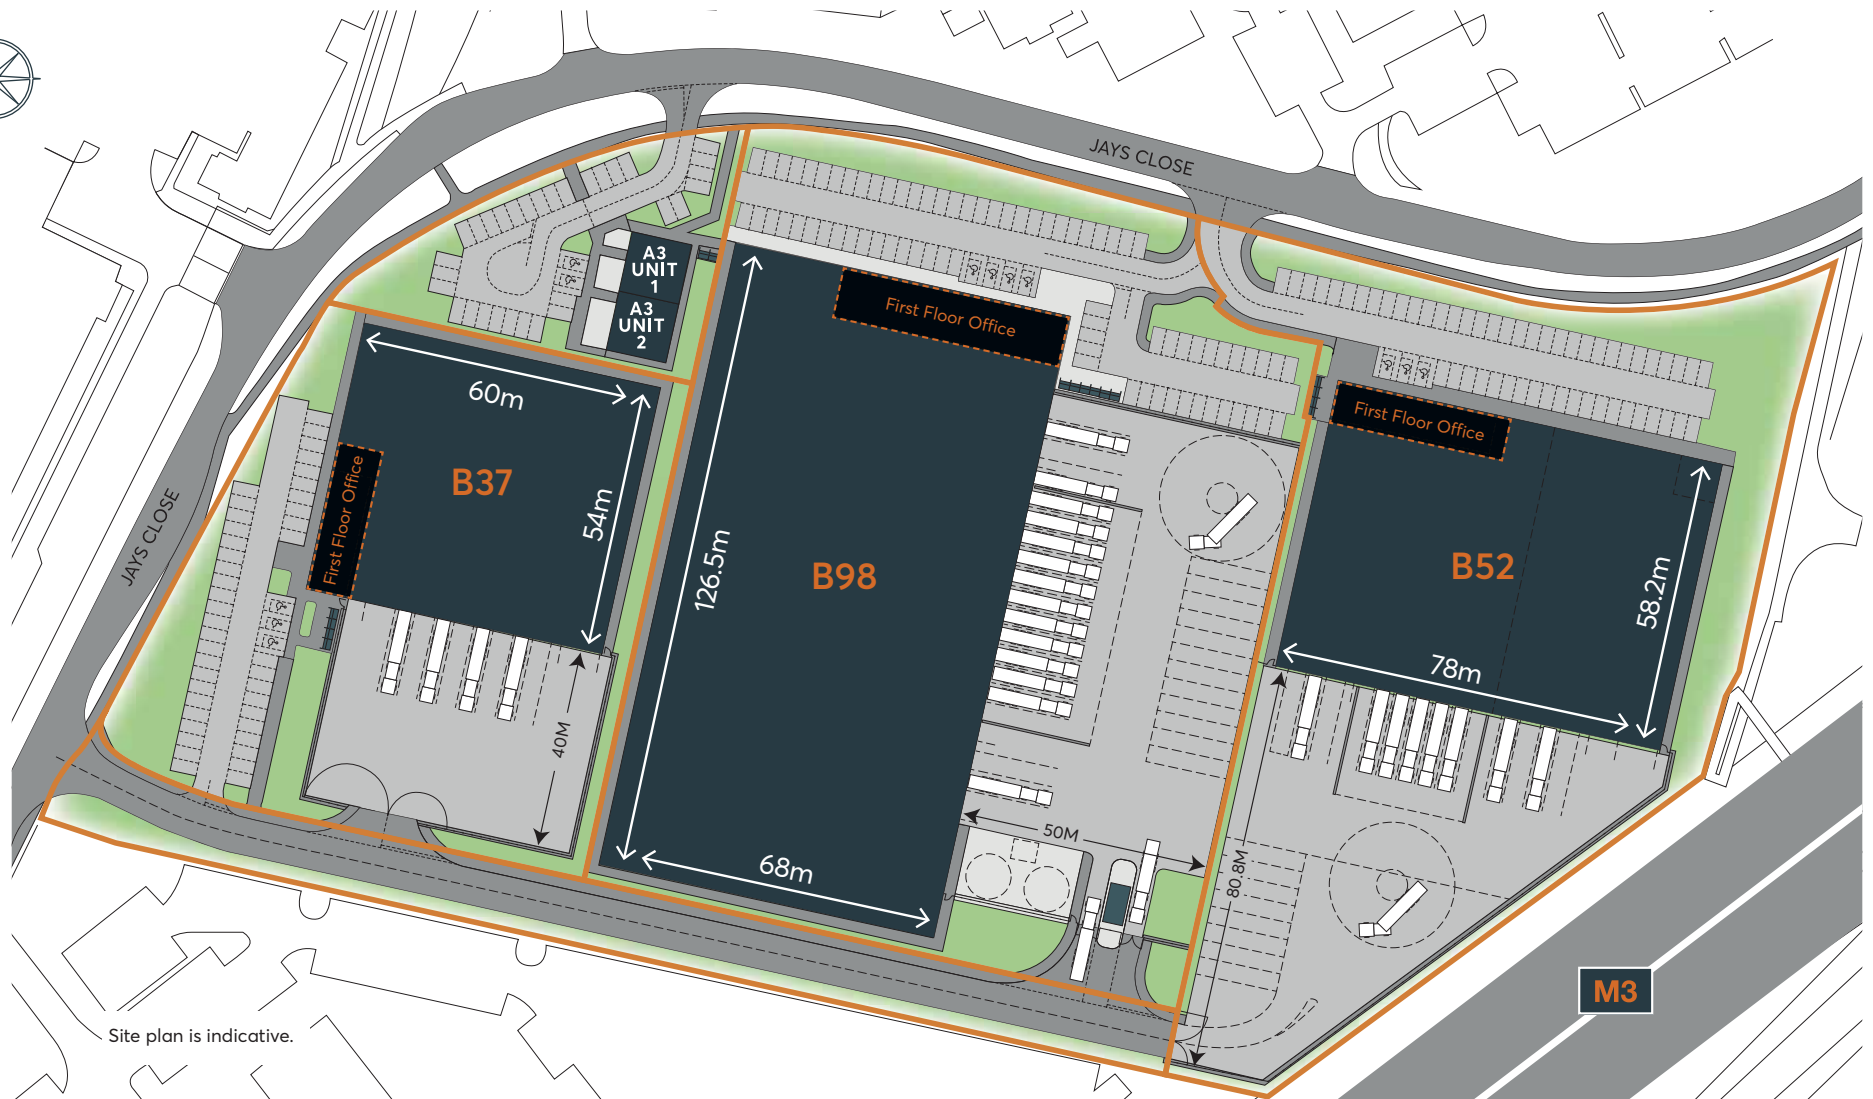 JAYS CLOSE
A3
UNIT
1
A3
UNIT
2
First Floor Office
60m
B37
First Floor Office
54m
40M
JAYS CLOSE
126.5m
B98
68m
50M
First Floor Office
B52
58.2m
78m
80.8M
M3
Site plan is indicative.